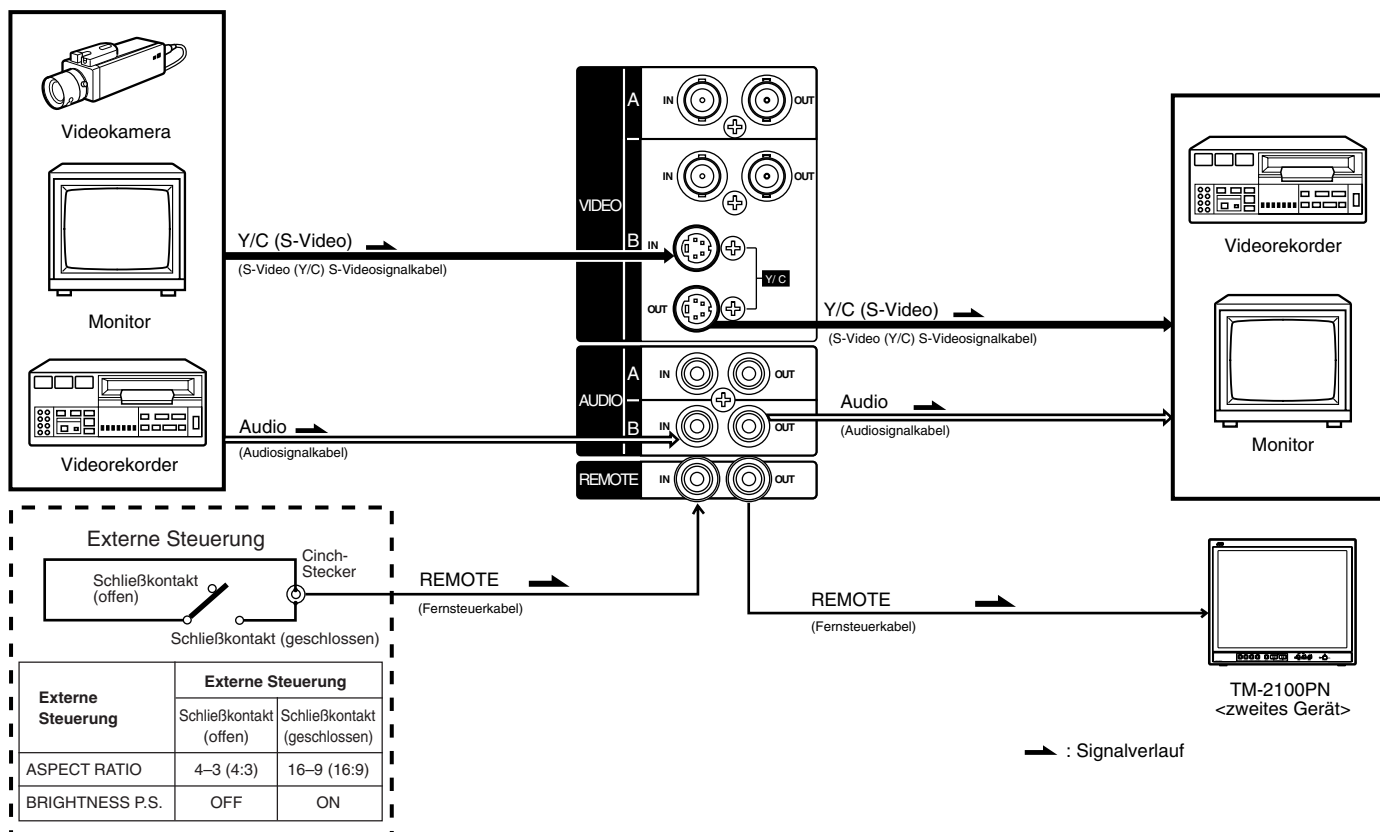 Videokamera
Monitor
Videorekorder
Y/C (S-Video)
(S-Video (Y/C) S-Videosignalkabel)
Audio
(Audiosignalkabel)
VIDEO
A
IN
OUT
IN
OUT
B
IN
Y/C
OUT
AUDIO
A
IN
OUT
B
IN
OUT
REMOTE
IN
OUT
Y/C (S-Video)
(S-Video (Y/C) S-Videosignalkabel)
Audio
(Audiosignalkabel)
Videorekorder
Monitor
Externe Steuerung
Cinch-
Stecker
Schließkontakt
(offen)
Schließkontakt (geschlossen)
REMOTE
(Fernsteuerkabel)
REMOTE
(Fernsteuerkabel)
TM-2100PN
<zweites Gerät>
Externe
Steuerung
Externe Steuerung
Schließkontakt
(offen)
Schließkontakt
(geschlossen)
ASPECT RATIO
4–3 (4:3)
16–9 (16:9)
BRIGHTNESS P.S.
OFF
ON
: Signalverlauf